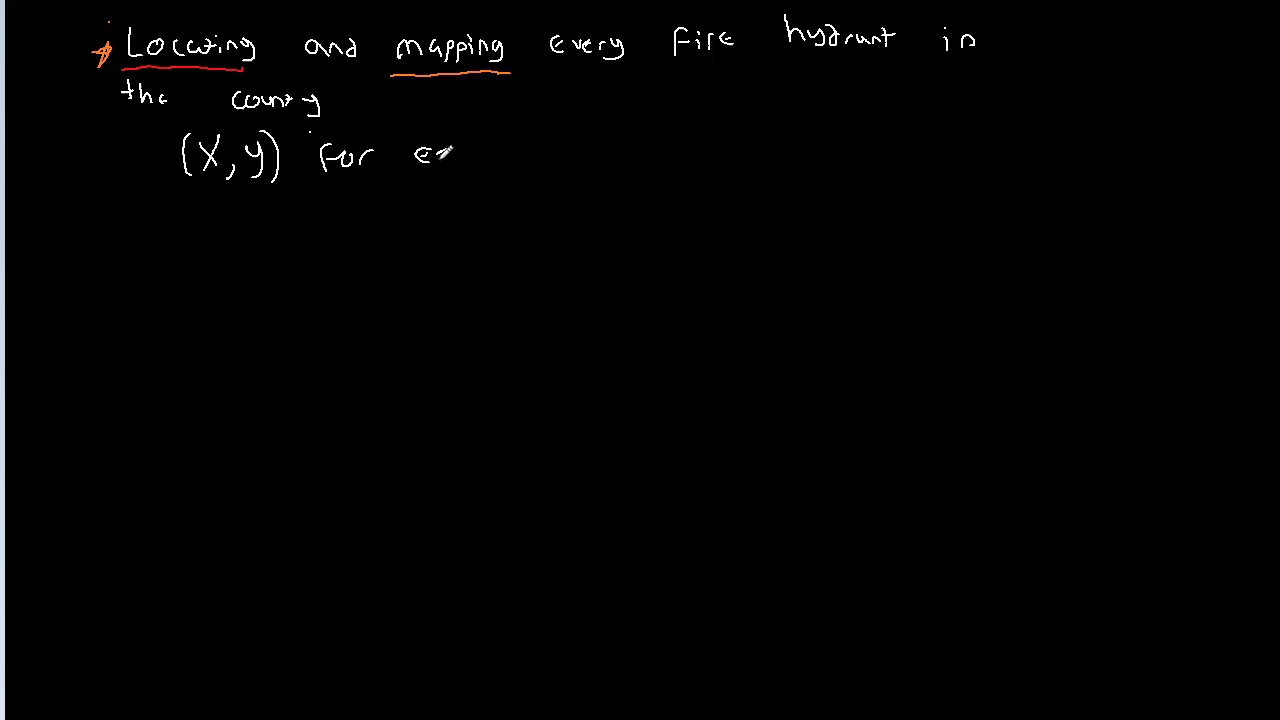 Locating and mapping every fire hydrant in
the county
(X, Y) For